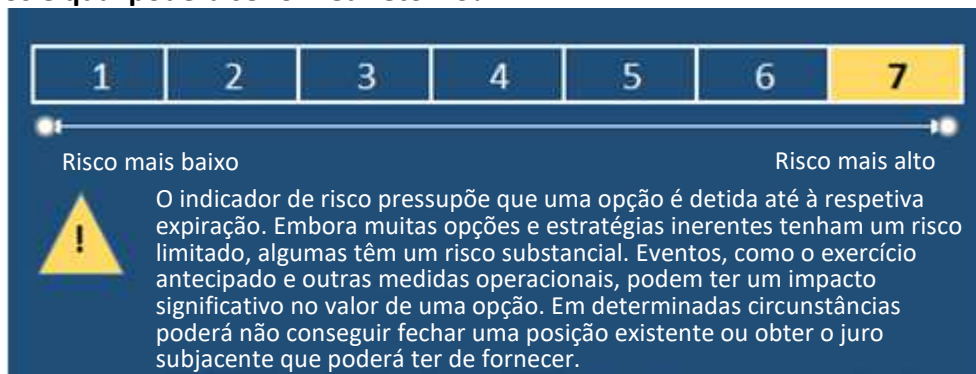 1 2 3 4 5 6 7
Risco mais baixo Risco mais alto
O indicador de risco pressupõe que uma opção é detida até à respetiva
expiração. Embora muitas opções e estratégias inerentes tenham um risco
limitado, algumas têm um risco substancial. Eventos, como o exercício
antecipado e outras medidas operacionais, podem ter um impacto
significativo no valor de uma opção. Em determinadas circunstâncias
poderá não conseguir fechar uma posição existente ou obter o juro
subjacente que poderá ter de fornecer.